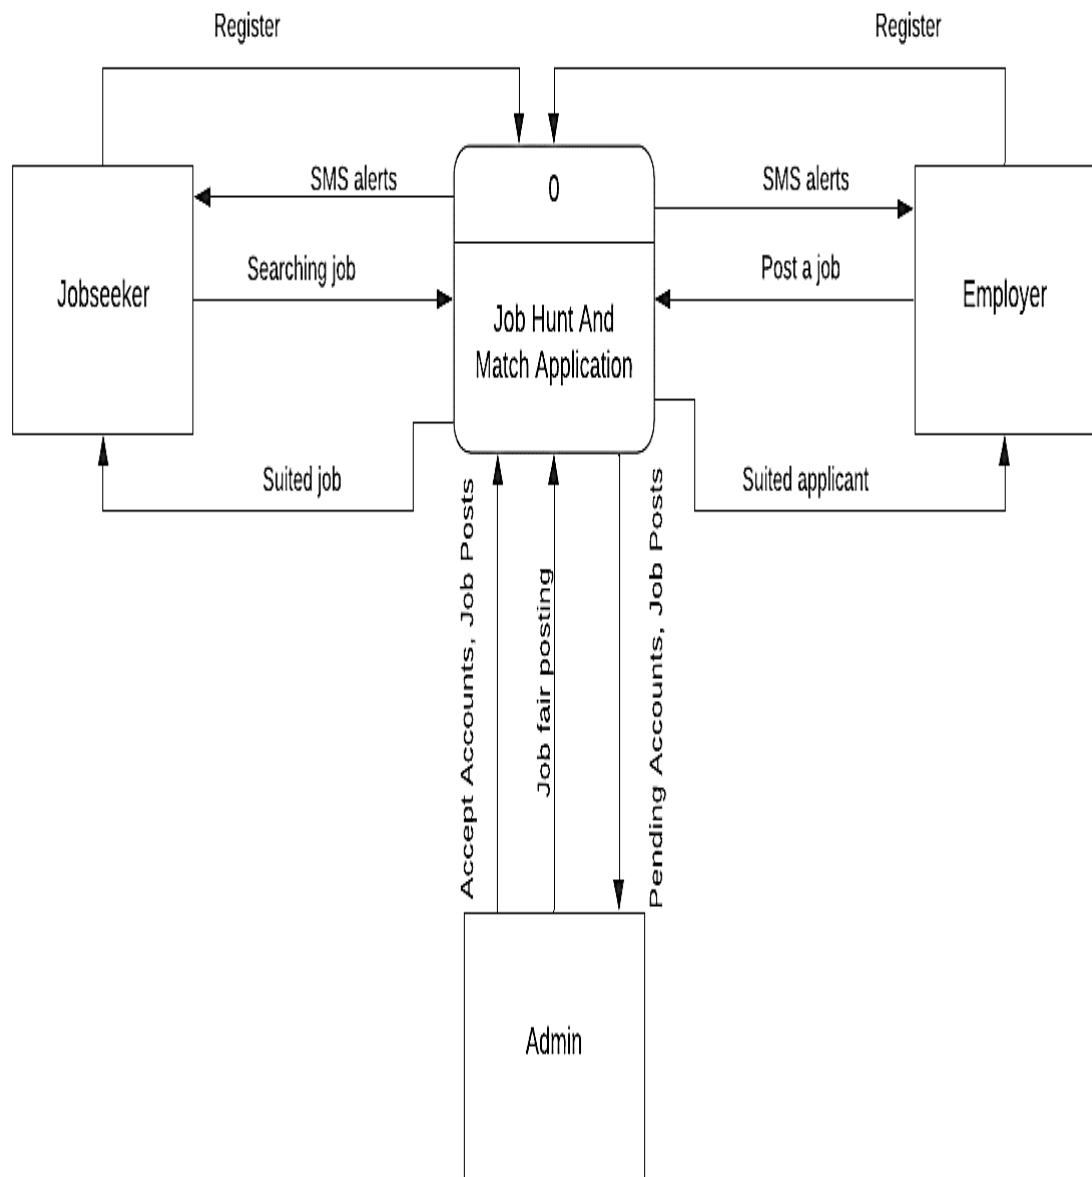 Register
Register
SMS alerts
0
SMS alerts
Searching job
Post a job
Jobseeker
Job Hunt And
Match Application
Employer
Suited job
Suited applicant
Accept Accounts, Job Posts
Job fair posting
Pending Accounts, Job Posts
Admin